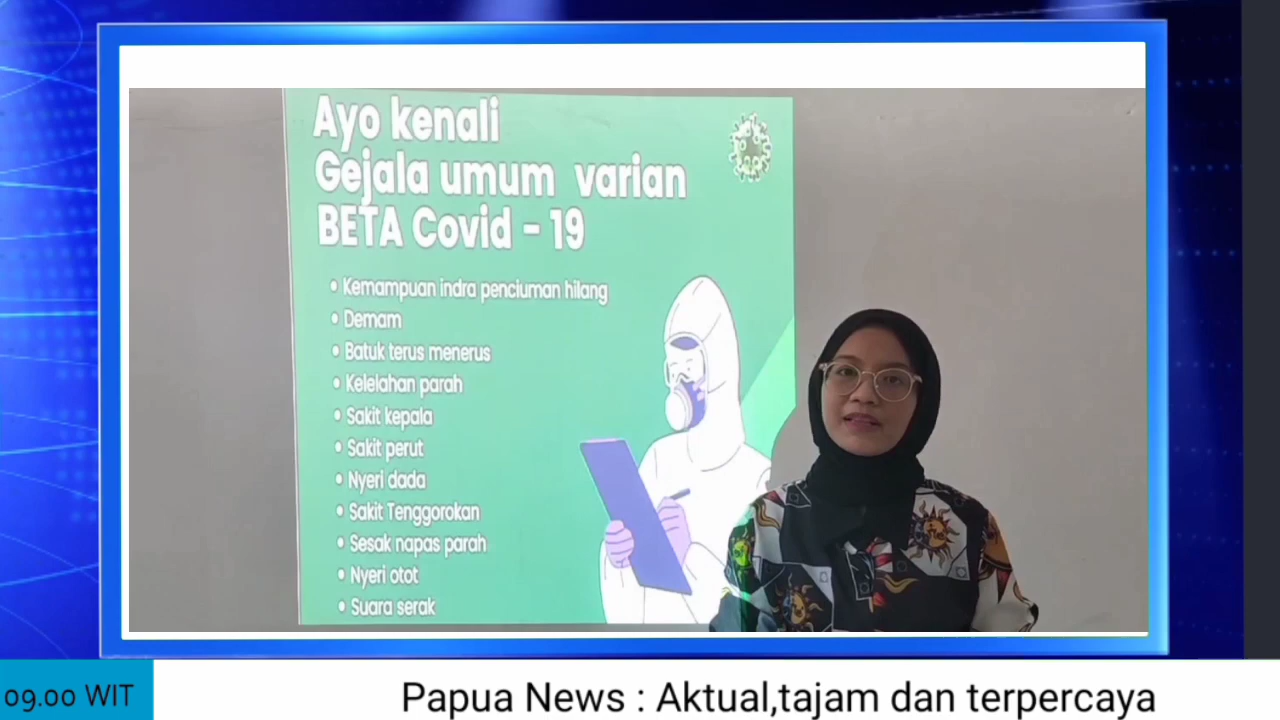 Ayo kenali
Gejala umum varian
BETA Covid - 19
• Kemampuan indra penciuman hilang
• Demam
• Batuk terus menerus
• Kelelahan parah
• Sakit kepala
• Sakit perut
• Nyeri dada
• Sakit Tenggorokan
• Sesak napas parah
• Nyeri otot
• Suara serak
09.00 WIT
Papua News : Aktual,tajam dan terpercaya